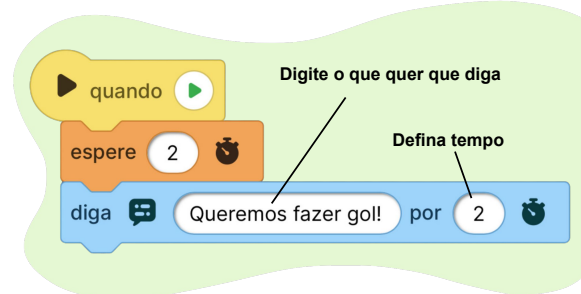 quando
Digite o que quer que diga
espere 2
Defina tempo
diga Queremos fazer gol! por 2